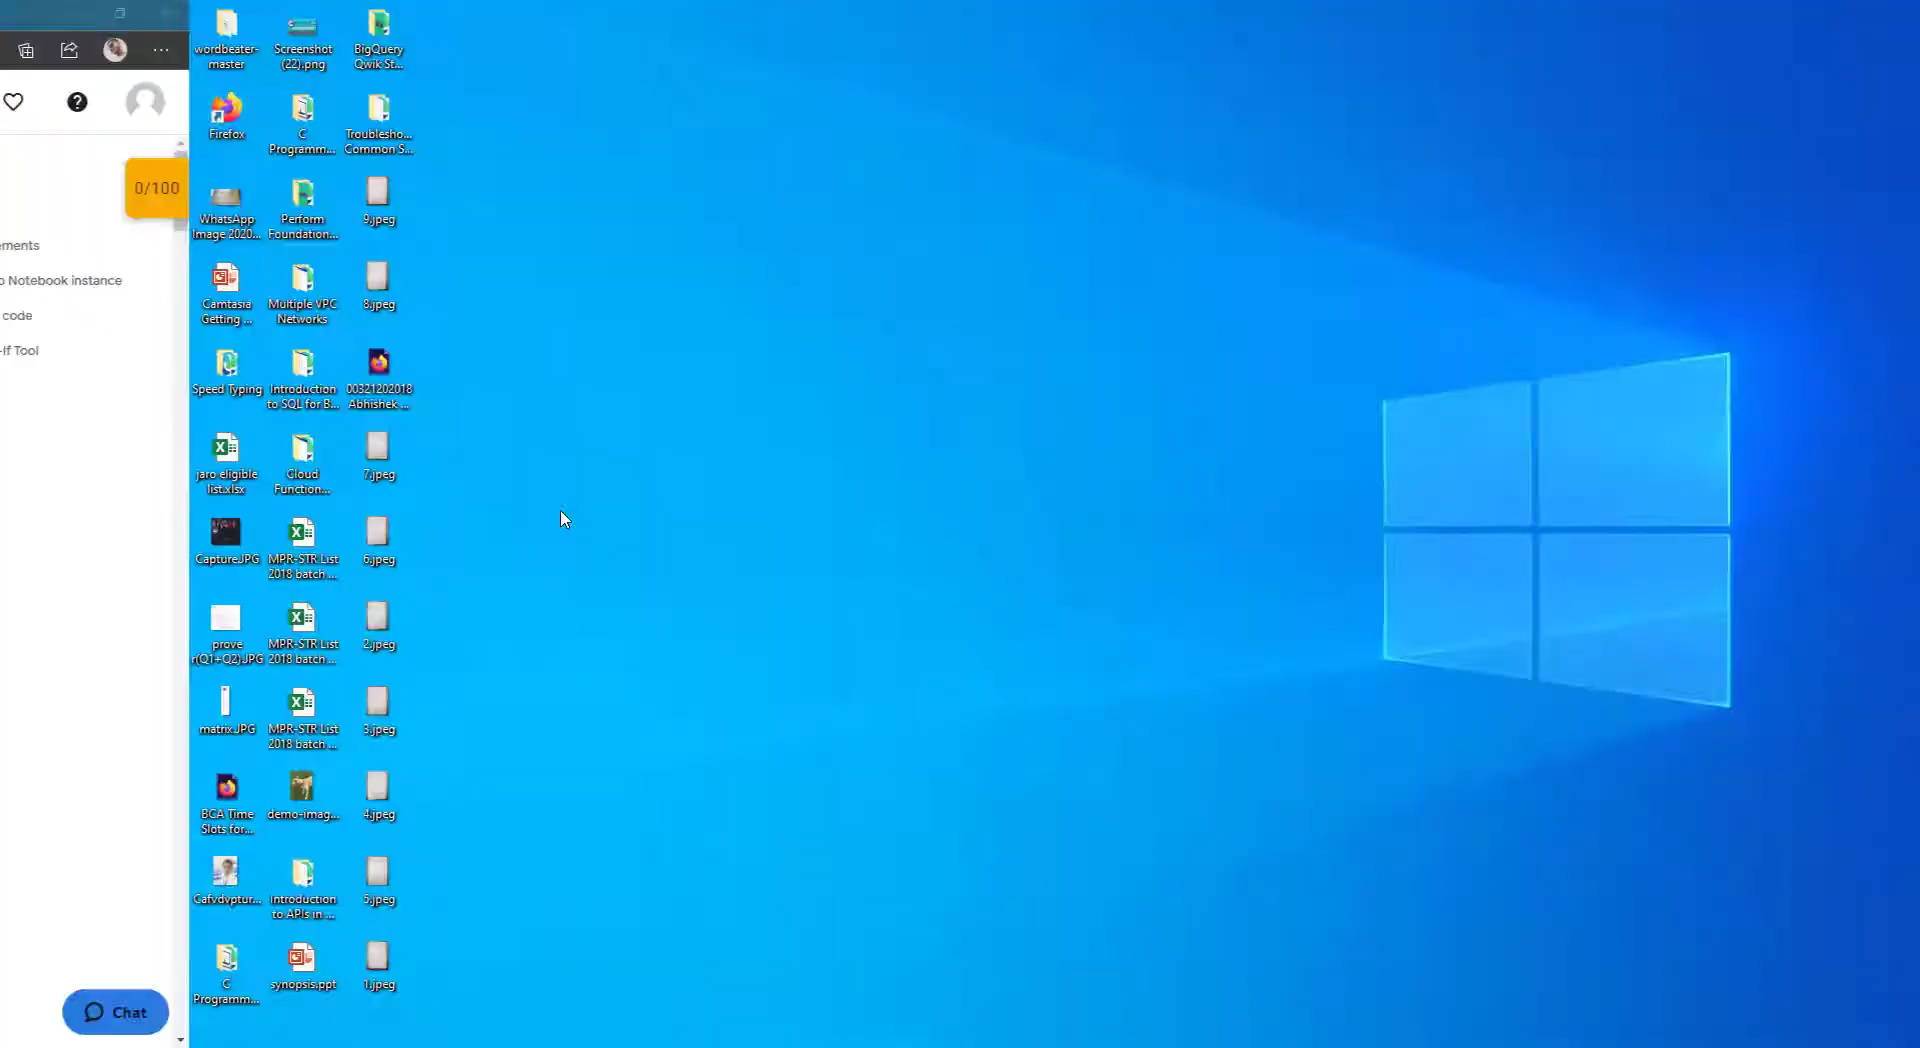 0/100
ements
o Notebook instance
code
-If Tool
Chat
wordbeater-
master
Firefox
WhatsApp
Image 2020...
Camtasia
Getting ...
Speed Typing
jaro eligible
list.xlsx
Capture.JPG
prove
r(Q1+Q2).JPG
matrix.JPG
BCA Time
Slots for...
Cafvdvptur...
C
Programm...
Screenshot
(22).png
C
Programm...
Perform
Foundation...
Multiple VPC
Networks
Introduction
to SQL for B...
Cloud
Function...
MPR-STR List
2018 batch ...
MPR-STR List
2018 batch ...
MPR-STR List
2018 batch ...
demo-imag...
Introduction
to APIs in ...
synopsis.ppt
BigQuery
Qwik St...
Troublesho...
Common S...
9.jpeg
8.jpeg
00321202018
Abhishek ...
7.jpeg
6.jpeg
2.jpeg
3.jpeg
4.jpeg
5.jpeg
1.jpeg